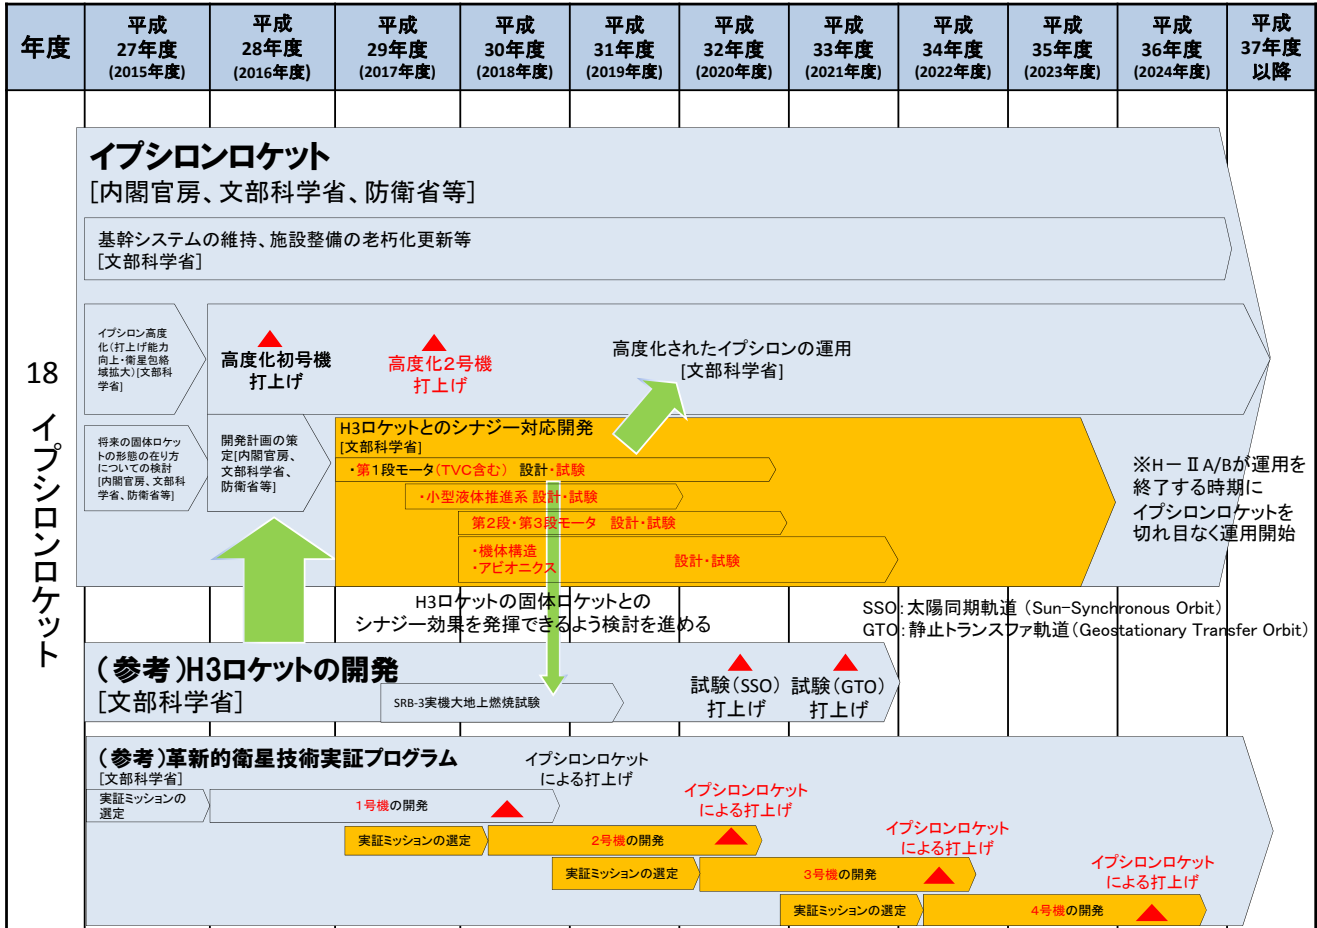 年度
平成
27年度
(2015年度)
平成
28年度
(2016年度)
平成
29年度
(2017年度)
平成
30年度
(2018年度)
平成
31年度
(2019年度)
平成
32年度
(2020年度)
平成
33年度
(2021年度)
平成
34年度
(2022年度)
平成
35年度
(2023年度)
平成
36年度
(2024年度)
平成
37年度
以降
18 イプシロンロケット
イプシロンロケット
[内閣官房、文部科学省、防衛省等]
基幹システムの維持、施設整備の老朽化更新等
[文部科学省]
イプシロン高度
化(打上げ能力
向上・衛星包絡
域拡大)[文部科
学省]
高度化初号機
打上げ
高度化2号機
打上げ
高度化されたイプシロンの運用
[文部科学省]
将来の固体ロケッ
トの形態の在り方
についての検討
[内閣官房、文部科
学省、防衛省等]
開発計画の策
定[内閣官房、
文部科学省、
防衛省等]
H3ロケットとのシナジー対応開発
[文部科学省]
・第1段モータ(TVC含む) 設計・試験
・小型液体推進系 設計・試験
第2段・第3段モータ 設計・試験
・機体構造
・アビオニクス
設計・試験
※H-ⅡA/Bが運用を
終了する時期に
イプシロンロケットを
切れ目なく運用開始
H3ロケットの固体ロケットとの
シナジー効果を発揮できるよう検討を進める
SSO:太陽同期軌道 (Sun-Synchronous Orbit)
GTO:静止トランスファ軌道(Geostationary Transfer Orbit)
(参考)H3ロケットの開発
[文部科学省]
SRB-3実機大地上燃焼試験
試験(SSO)
打上げ
試験(GTO)
打上げ
(参考)革新的衛星技術実証プログラム
[文部科学省]
実証ミッションの
選定
1号機の開発
イプシロンロケット
による打上げ
実証ミッションの選定
2号機の開発
イプシロンロケット
による打上げ
実証ミッションの選定
3号機の開発
イプシロンロケット
による打上げ
実証ミッションの選定
4号機の開発
イプシロンロケット
による打上げ